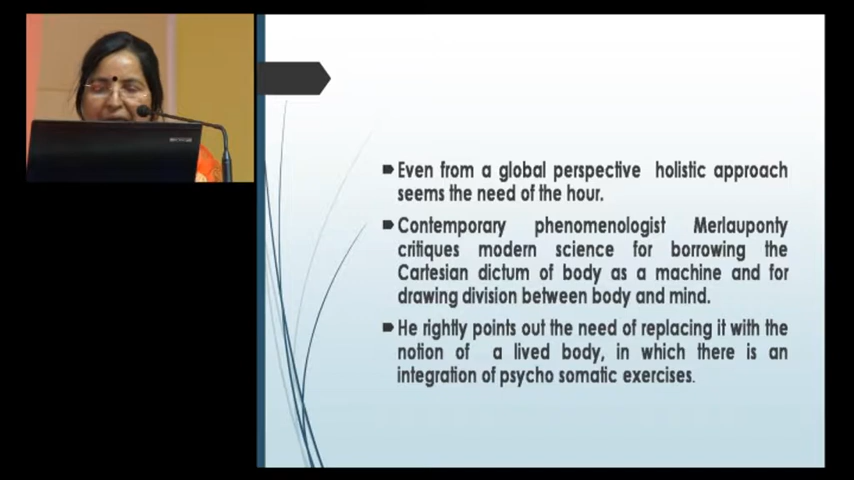 Even from a global perspective holistic approach
seems the need of the hour.
Contemporary phenomenologist Merlauponty
critiques modern science for borrowing the
Cartesian dictum of body as a machine and for
drawing division between body and mind.
He rightly points out the need of replacing it with the
notion of a lived body, in which there is an
integration of psycho somatic exercises.